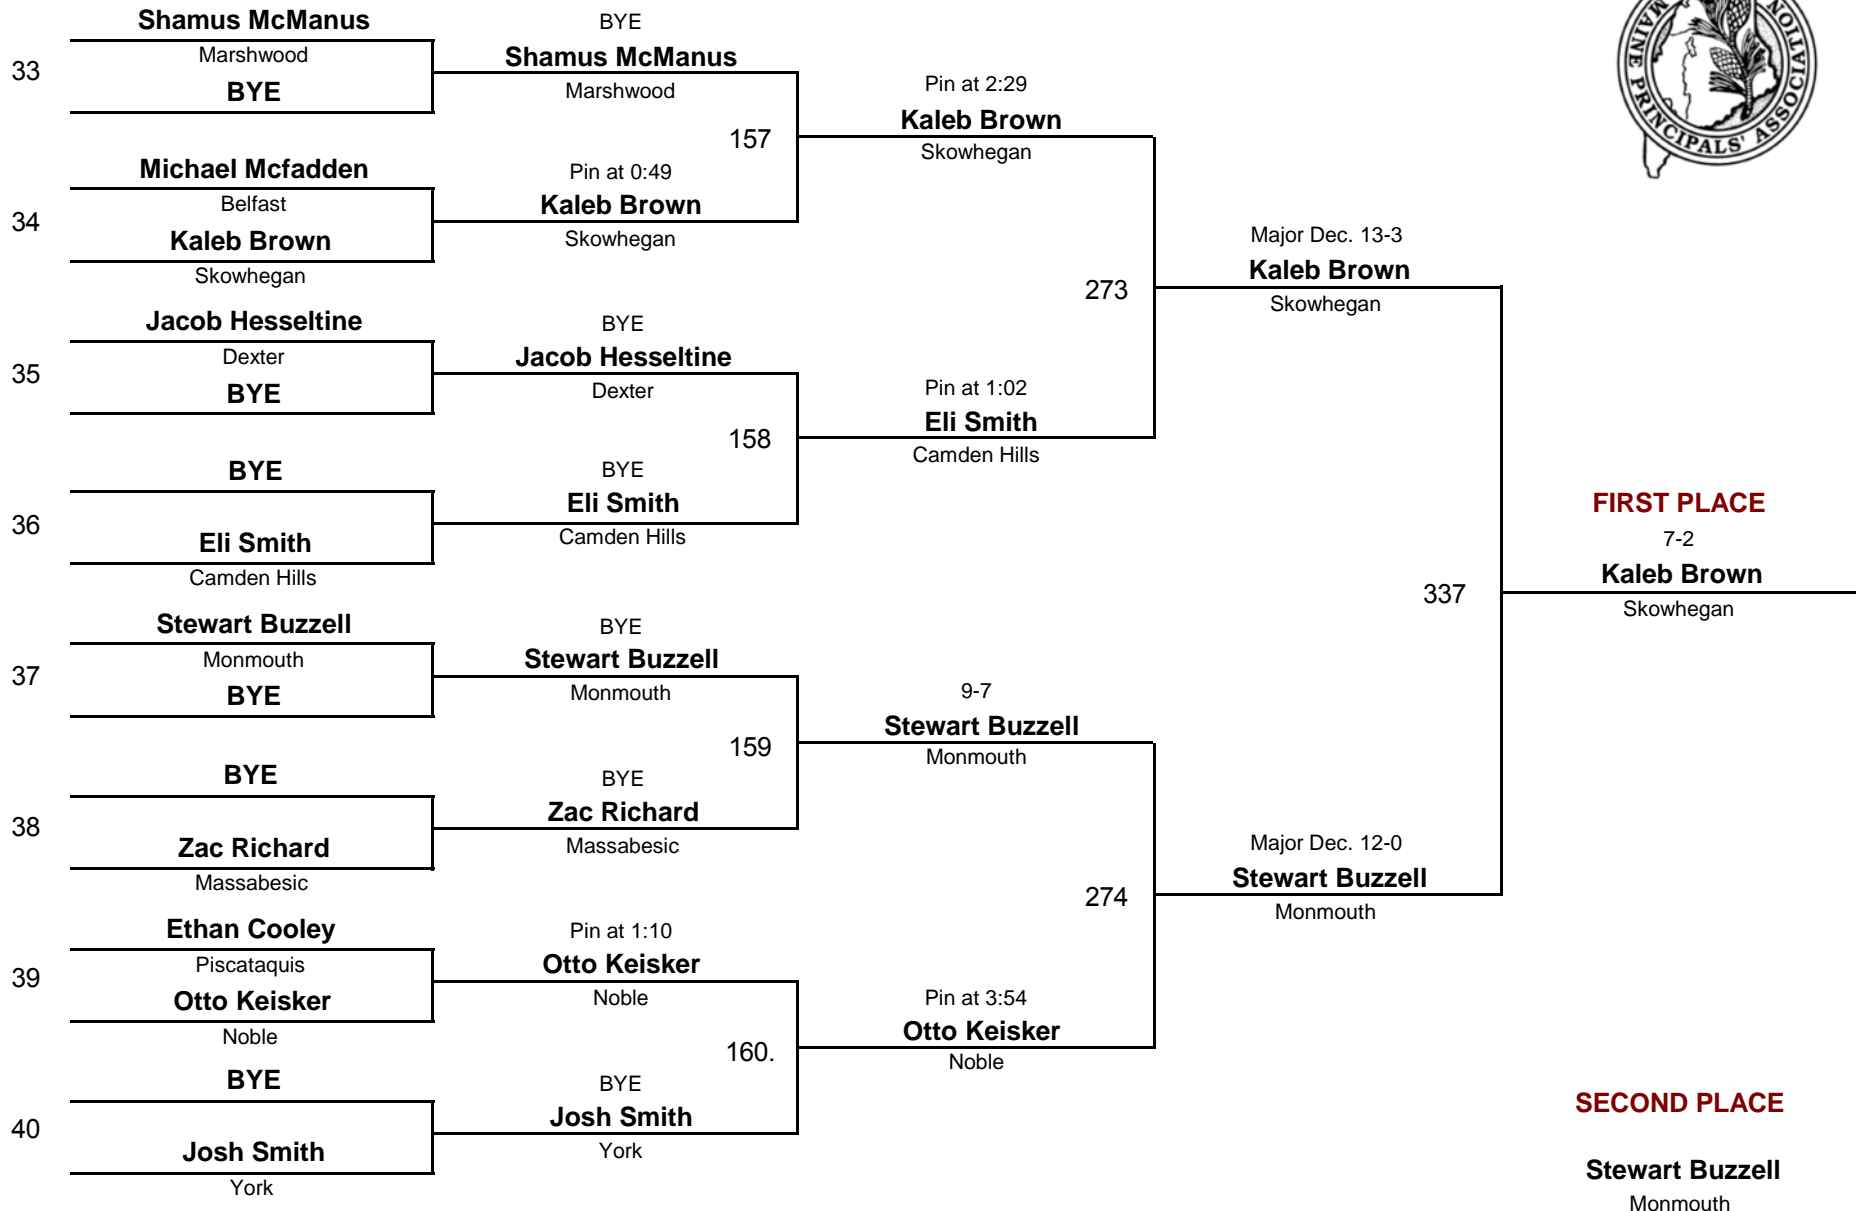 Shamus McManus
Marshwood
33
BYE
Michael Mcfadden
Belfast
34
Kaleb Brown
Skowhegan
Jacob Hesseltine
Dexter
35
BYE
BYE
36
Eli Smith
Camden Hills
Stewart Buzzell
Monmouth
37
BYE
BYE
38
Zac Richard
Massabesic
Ethan Cooley
Piscataquis
39
Otto Keisker
Noble
BYE
40
Josh Smith
York
BYE
Shamus McManus
Marshwood
157
Pin at 0:49
Kaleb Brown
Skowhegan
BYE
Jacob Hesseltine
Dexter
158
BYE
Eli Smith
Camden Hills
BYE
Stewart Buzzell
Monmouth
159
BYE
Zac Richard
Massabesic
Pin at 1:10
Otto Keisker
Noble
160.
BYE
Josh Smith
York
Pin at 2:29
Kaleb Brown
Skowhegan
273
Pin at 1:02
Eli Smith
Camden Hills
9-7
Stewart Buzzell
Monmouth
274
Pin at 3:54
Otto Keisker
Noble
Major Dec. 13-3
Kaleb Brown
Skowhegan
337
Major Dec. 12-0
Stewart Buzzell
Monmouth
MAINE PRINCIPALS' ASSOCIATION
FIRST PLACE
7-2
Kaleb Brown
Skowhegan
SECOND PLACE
Stewart Buzzell
Monmouth